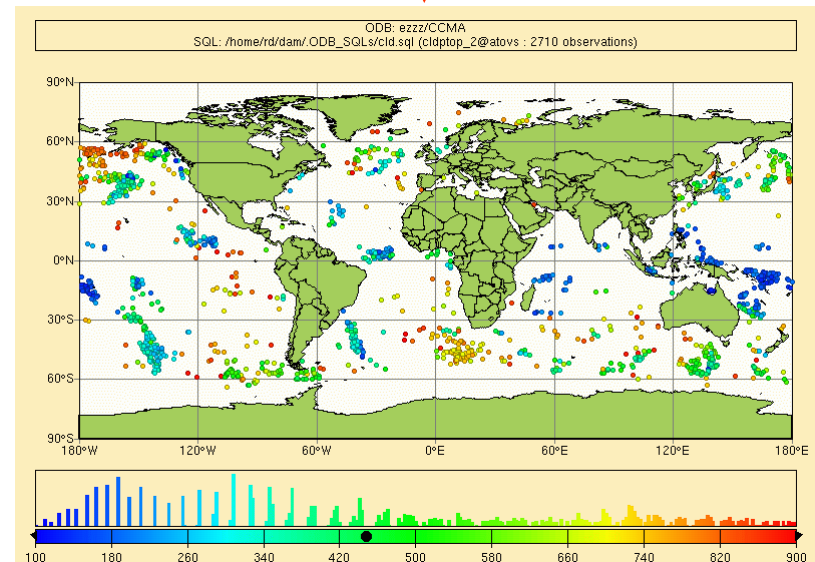 ODB: ezzz/CCMA
SQL: /home/rd/dam/.ODB_SQLs/cld.sql (cldptop_2@atovs : 2710 observations)
90°N
60°N
30°N
0°N
30°S
60°S
90°S
180°W 120°W 60°W 0°E 60°E 120°E 180°E
100 180 260 340 420 500 580 660 740 820 900